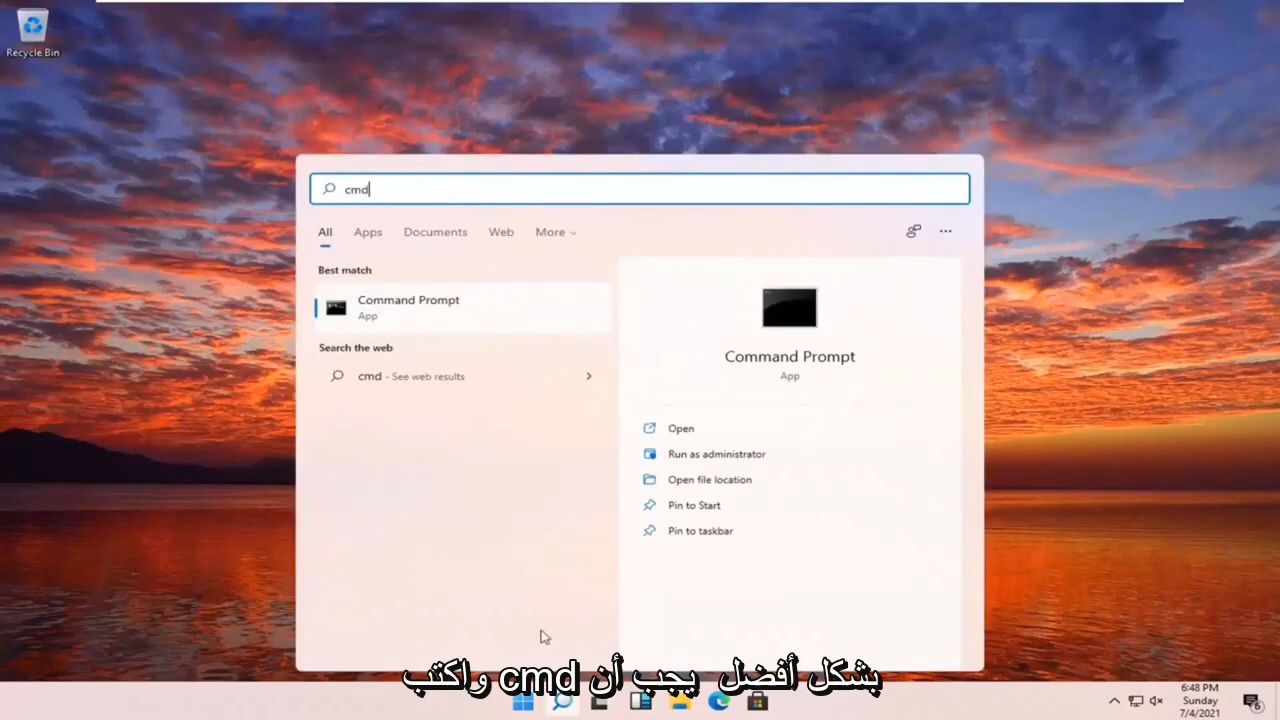 Recycle Bin
cmd
All Apps Documents Web More
Best match
Command Prompt
App
Search the web
cmd - See web results
Command Prompt
App
Open
Run as administrator
Open file location
Pin to Start
Pin to taskbar
واكتب cmd بشكل أفضل يجب أن
6:48 PM
Sunday
7/4/2021
6